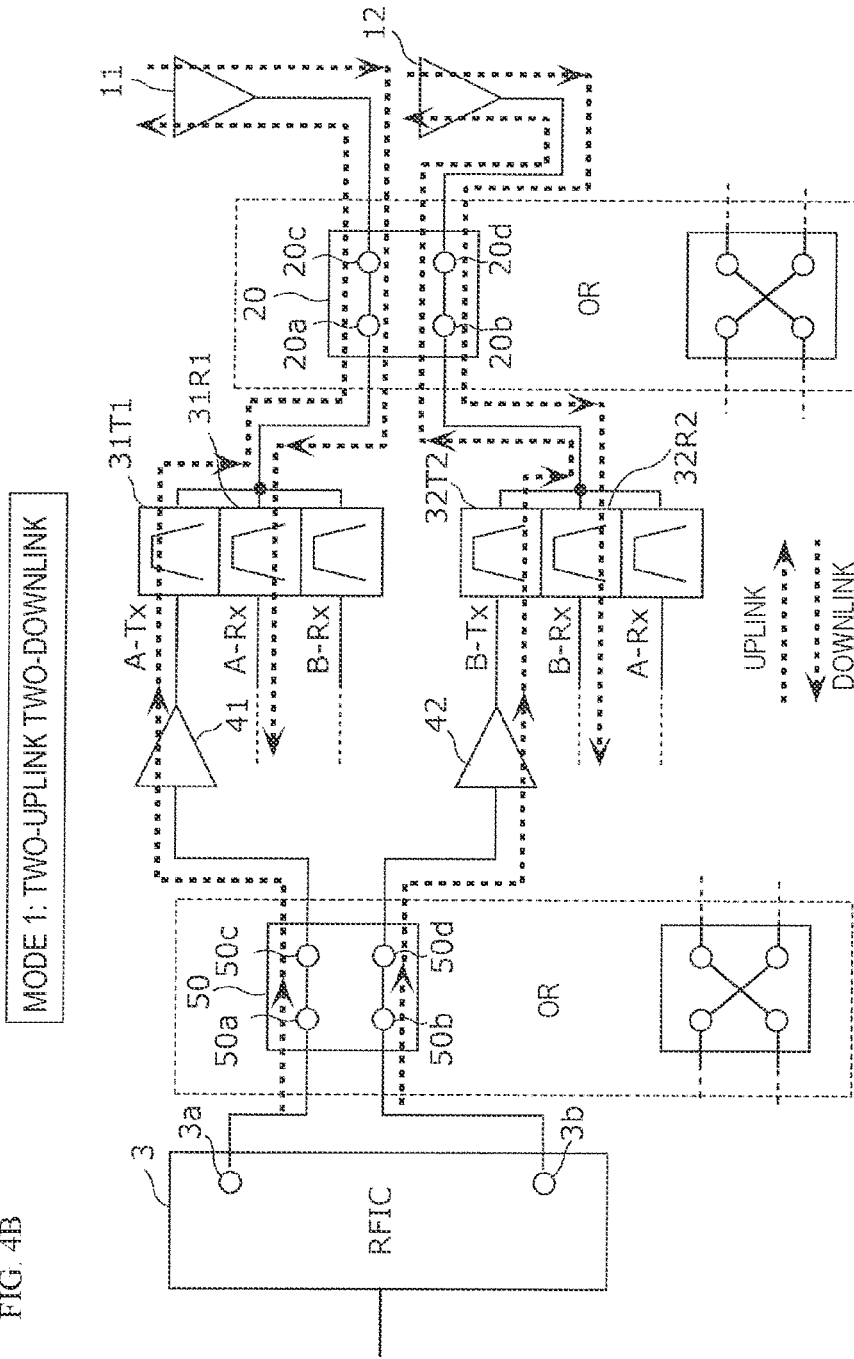 FIG. 4B
MODE 1: TWO-UPLINK TWO-DOWNLINK
3
3a
RFIC
3b
50
50a
50c
50b
50d
OR
41
42
A-Tx
A-Rx
B-Rx
B-Tx
B-Rx
A-Rx
31T1
31R1
32T2
32R2
20
20a
20c
20b
20d
OR
11
12
UPLINK
DOWNLINK